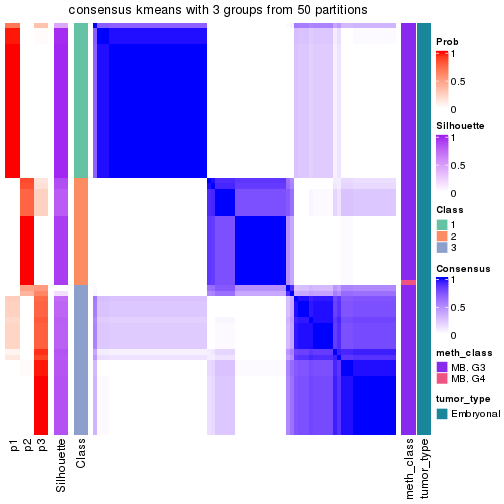 consensus kmeans with 3 groups from 50 partitions
Prob
1
0.5
0
Silhouette
1
0.5
0
Class
1
2
3
Consensus
1
0.5
0
meth_class
MB. G3
MB. G4
tumor_type
Embryonal
p1
p2
p3
Silhouette
Class
meth_class
tumor_type